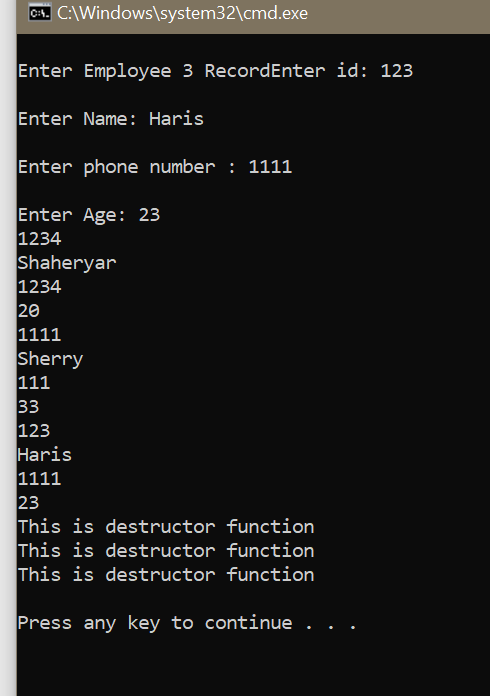 C:\Windows\system32\cmd.exe
Enter Employee 3 RecordEnter id: 123
Enter Name: Haris
Enter phone number : 1111
Enter Age: 23
1234
Shaheryar
1234
20
1111
Sherry
111
33
123
Haris
1111
23
This is destructor function
This is destructor function
This is destructor function
Press any key to continue . . .